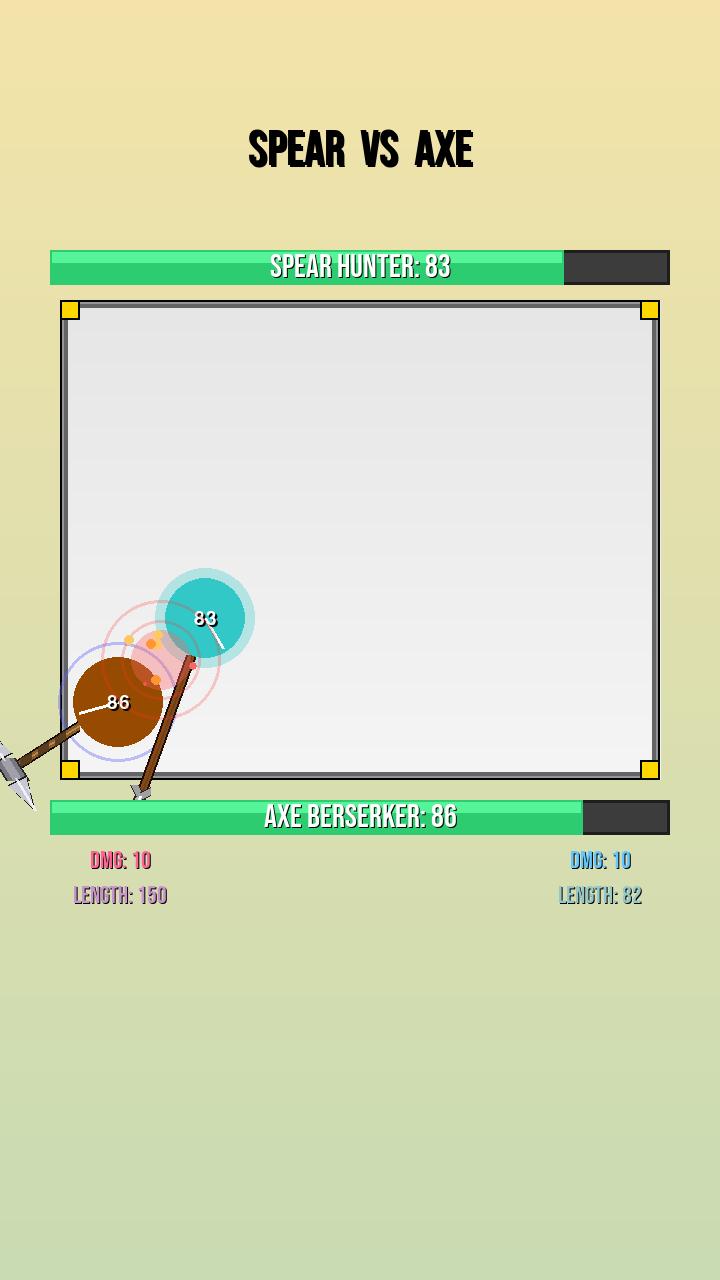 SPEAR VS AXE
SPEAR HUNTER: 83
83
86
AXE BERSERKER: 86
DMG: 10 DMG: 10
LENGTH: 150 LENGTH: 82